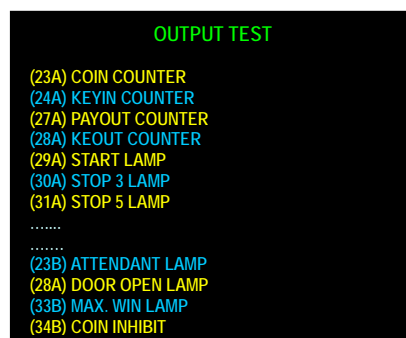 OUTPUT TEST
(23A) COIN COUNTER
(24A) KEYIN COUNTER
(27A) PAYOUT COUNTER
(28A) KEOUT COUNTER
(29A) START LAMP
(30A) STOP 3 LAMP
(31A) STOP 5 LAMP
…....
…….
(23B) ATTENDANT LAMP
(28A) DOOR OPEN LAMP
(33B) MAX. WIN LAMP
(34B) COIN INHIBIT